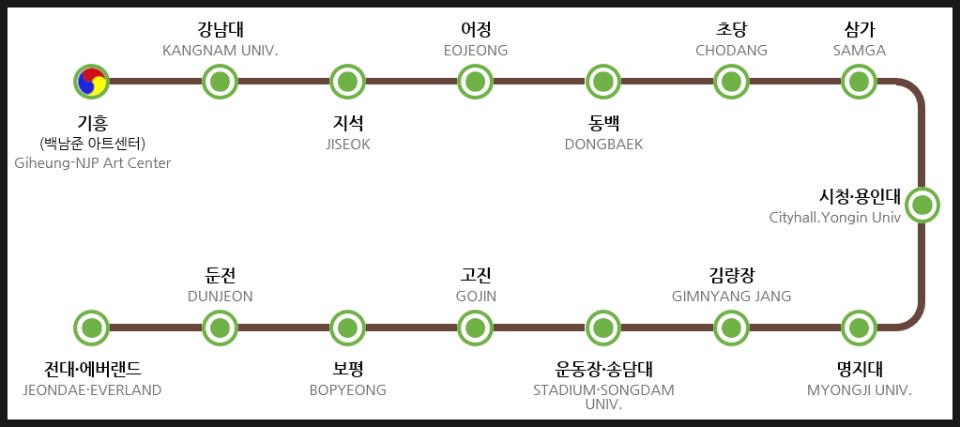 강남대
KANGNAM UNIV.
어정
EOJEONG
초당
CHODANG
삼가
SAMGA
기흥
(백남준 아트센터)
Giheung-NJP Art Center
지석
JISEOK
동백
DONGBAEK
시청·용인대
Cityhall.Yongin Univ
둔전
DUNJEON
고진
GOJIN
김량장
GIMNYANG JANG
전대·에버랜드
JEONDAE·EVERLAND
보평
BOPYEONG
운동장·송담대
STADIUM·SONGDAM
UNIV.
명지대
MYONGJI UNIV.